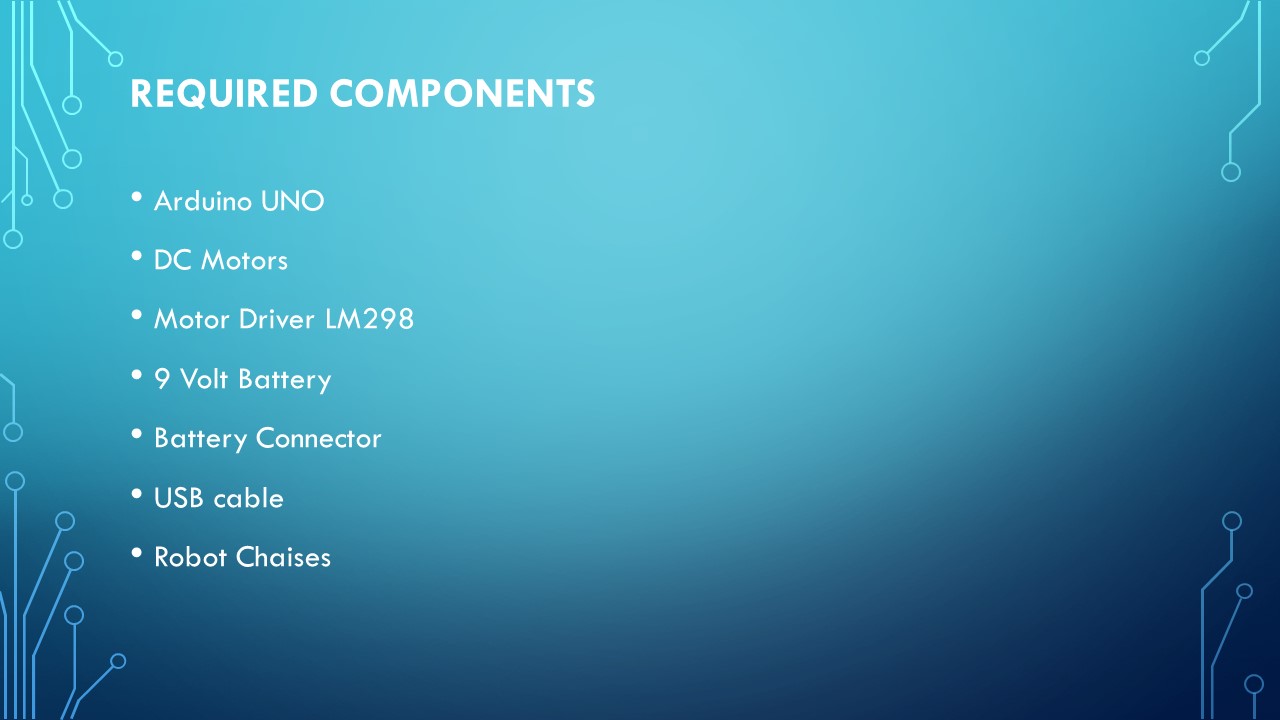 REQUIRED COMPONENTS
• Arduino UNO
• DC Motors
• Motor Driver LM298
• 9 Volt Battery
• Battery Connector
• USB cable
• Robot Chaises